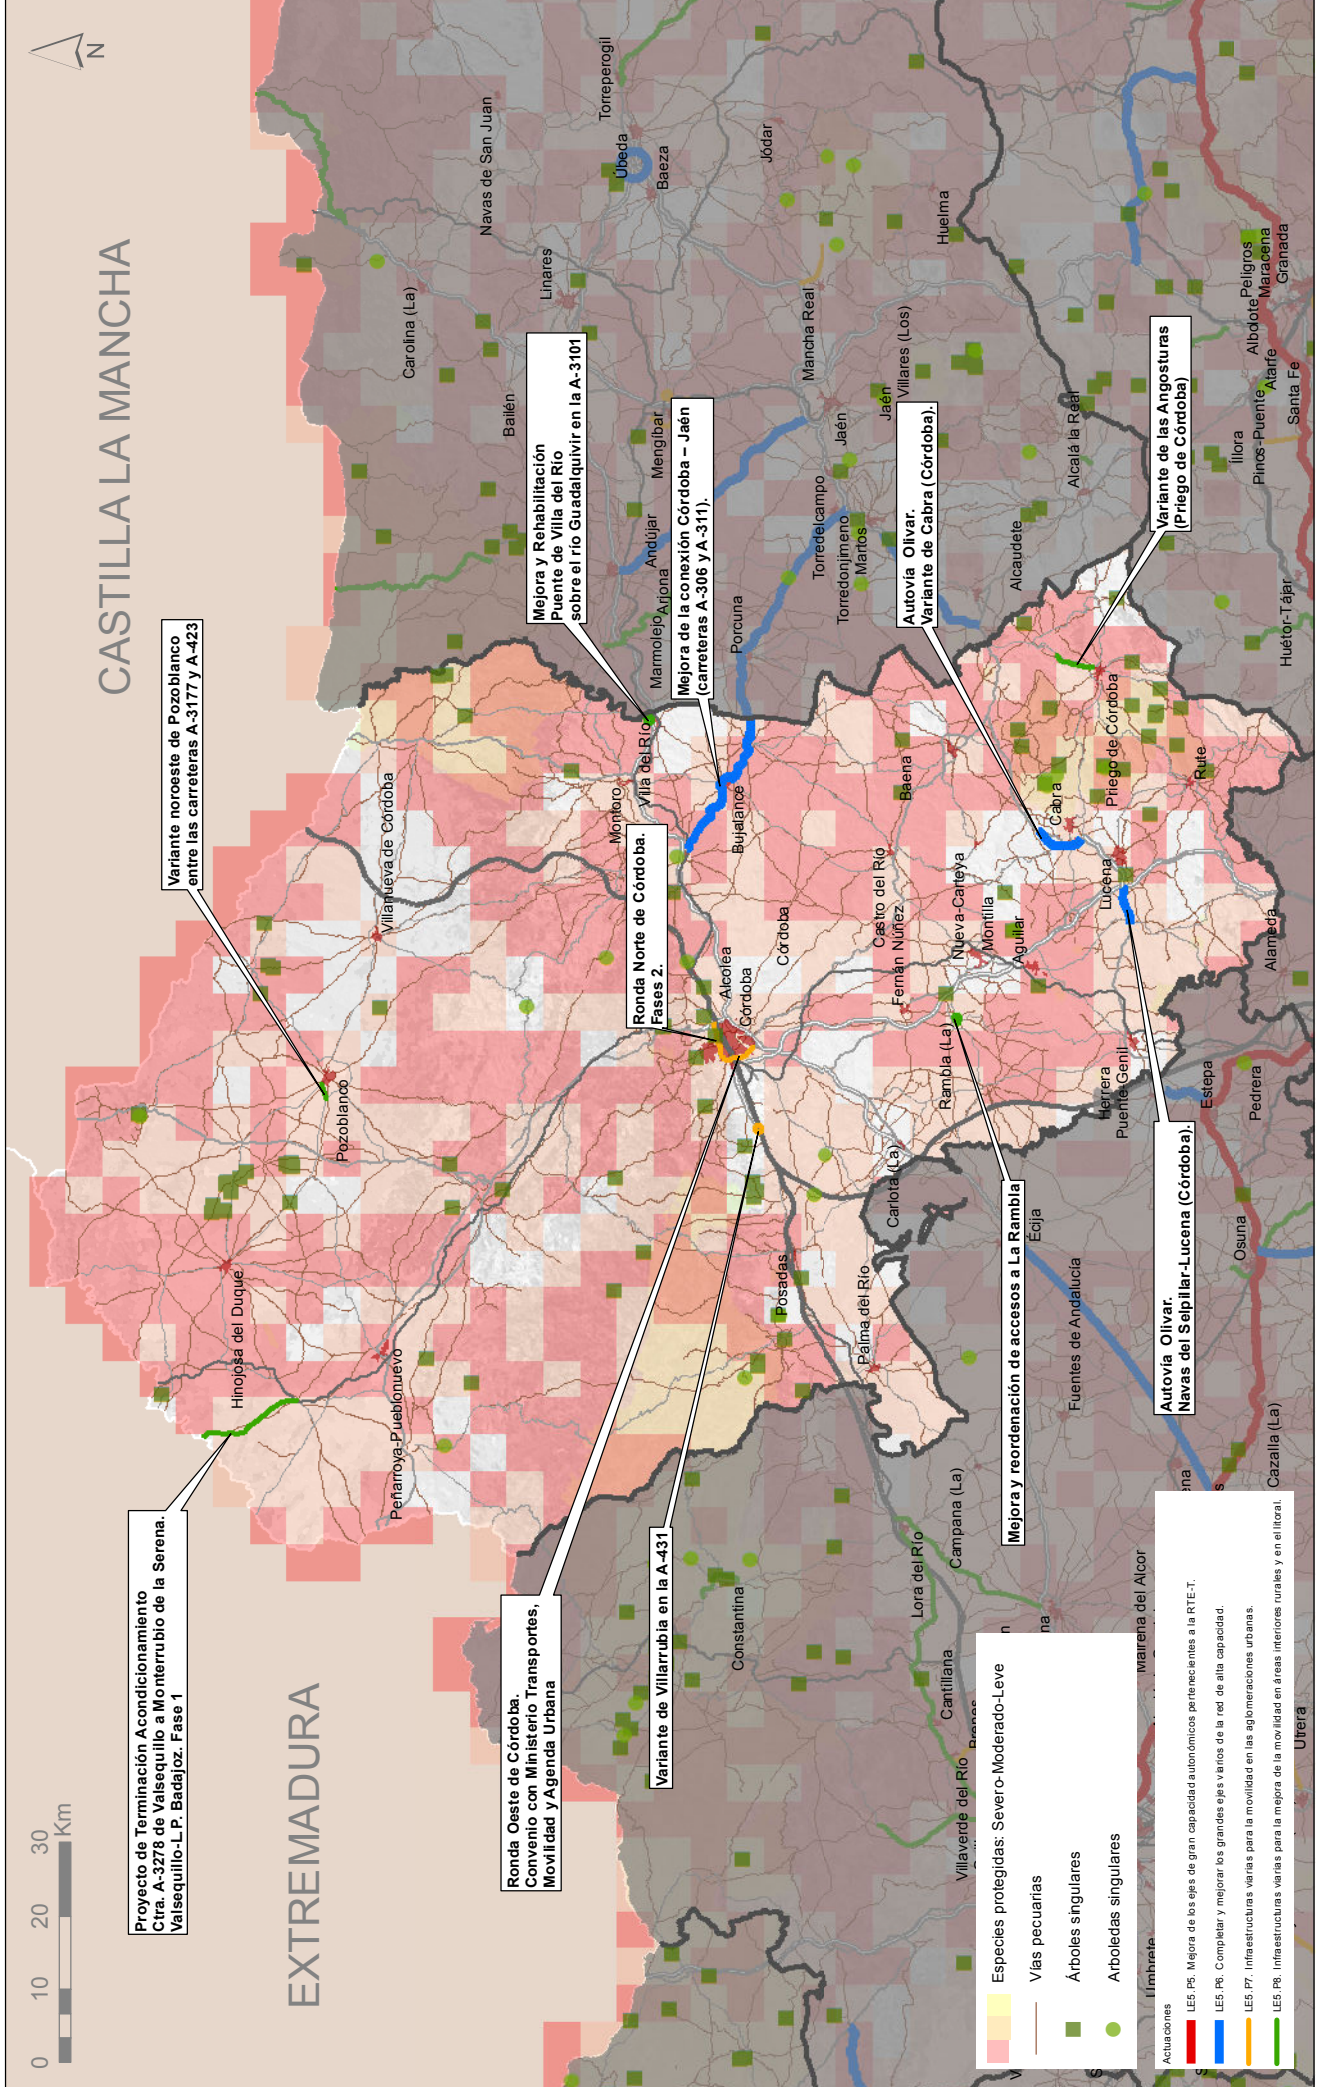 N
CASTILLA LA MANCHA
EXTREMADURA
0 10 20 30
Km
Proyecto de Terminación Acondicionamiento
Ctra. A-3278 de Valsequillo a Monterrubio de la Serena.
Valsequillo-L.P. Badajoz. Fase 1
Variante noroeste de Pozoblanco
entre las carreteras A-3177 y A-423
Mejora y Rehabilitación
Puente de Villa del Río
sobre el río Guadalquivir en la A-3101
Mejora de la conexión Córdoba – Jaén
(carreteras A-306 y A-311).
Ronda Norte de Córdoba.
Fases 2.
Ronda Oeste de Córdoba.
Convenio con Ministerio Transportes,
Movilidad y Agenda Urbana
Variante de Villarrubia en la A-431
Autovía Olivar.
Variante de Cabra (Córdoba).
Variante de las Angosturas
(Priego de Córdoba)
Mejora y reordenación de accesos a La Rambla
Autovía Olivar.
Navas del Selpillar-Lucena (Córdoba).
Hinojosa del Duque
Pozoblanco
Villanueva de Córdoba
Peñarroya-Pueblonuevo
Navas de San Juan
Torreperogil
Úbeda
Baeza
Jódar
Carolina (La)
Linares
Bailén
Mengíbar
Andújar
Marmolejo
Arjona
Porcuna
Huelma
Mancha Real
Villares (Los)
Jaén
Jaén
Torredelcampo
Torredonjimeno
Martos
Alcaudete
Alcalá la Real
Íllora
Pinos-Puente
Albolote
Peligros
Maracena
Granada
Atarfe
Santa Fe
Huétor-Tájar
Villa del Río
Montoro
Bujalance
Alcolea
Córdoba
Córdoba
Castro del Río
Fernán Núñez
Baena
Nueva-Carteya
Montilla
Aguilar
Cabra
Priego de Córdoba
Lucena
Rute
Alameda
Rambla (La)
Herrera
Puente-Genil
Estepa
Pedrera
Carlota (La)
Posadas
Palma del Río
Écija
Fuentes de Andalucía
Osuna
Constantina
Lora del Río
Campana (La)
Cantillana
Brenes
Villaverde del Río
Mairena del Alcor
Cazalla (La)
Utrera
Umbrete
Especies protegidas: Severo-Moderado-Leve
Vías pecuarias
Árboles singulares
Arboledas singulares
Actuaciones
LE5.P5. Mejora de los ejes de gran capacidad autonómicos pertenecientes a la RTE-T.
LE5.P6. Completar y mejorar los grandes ejes viarios de la red de alta capacidad.
LE5.P7. Infraestructuras viarias para la movilidad en las aglomeraciones urbanas.
LE5.P8. Infraestructuras viarias para la mejora de la movilidad en áreas interiores rurales y en el litoral.